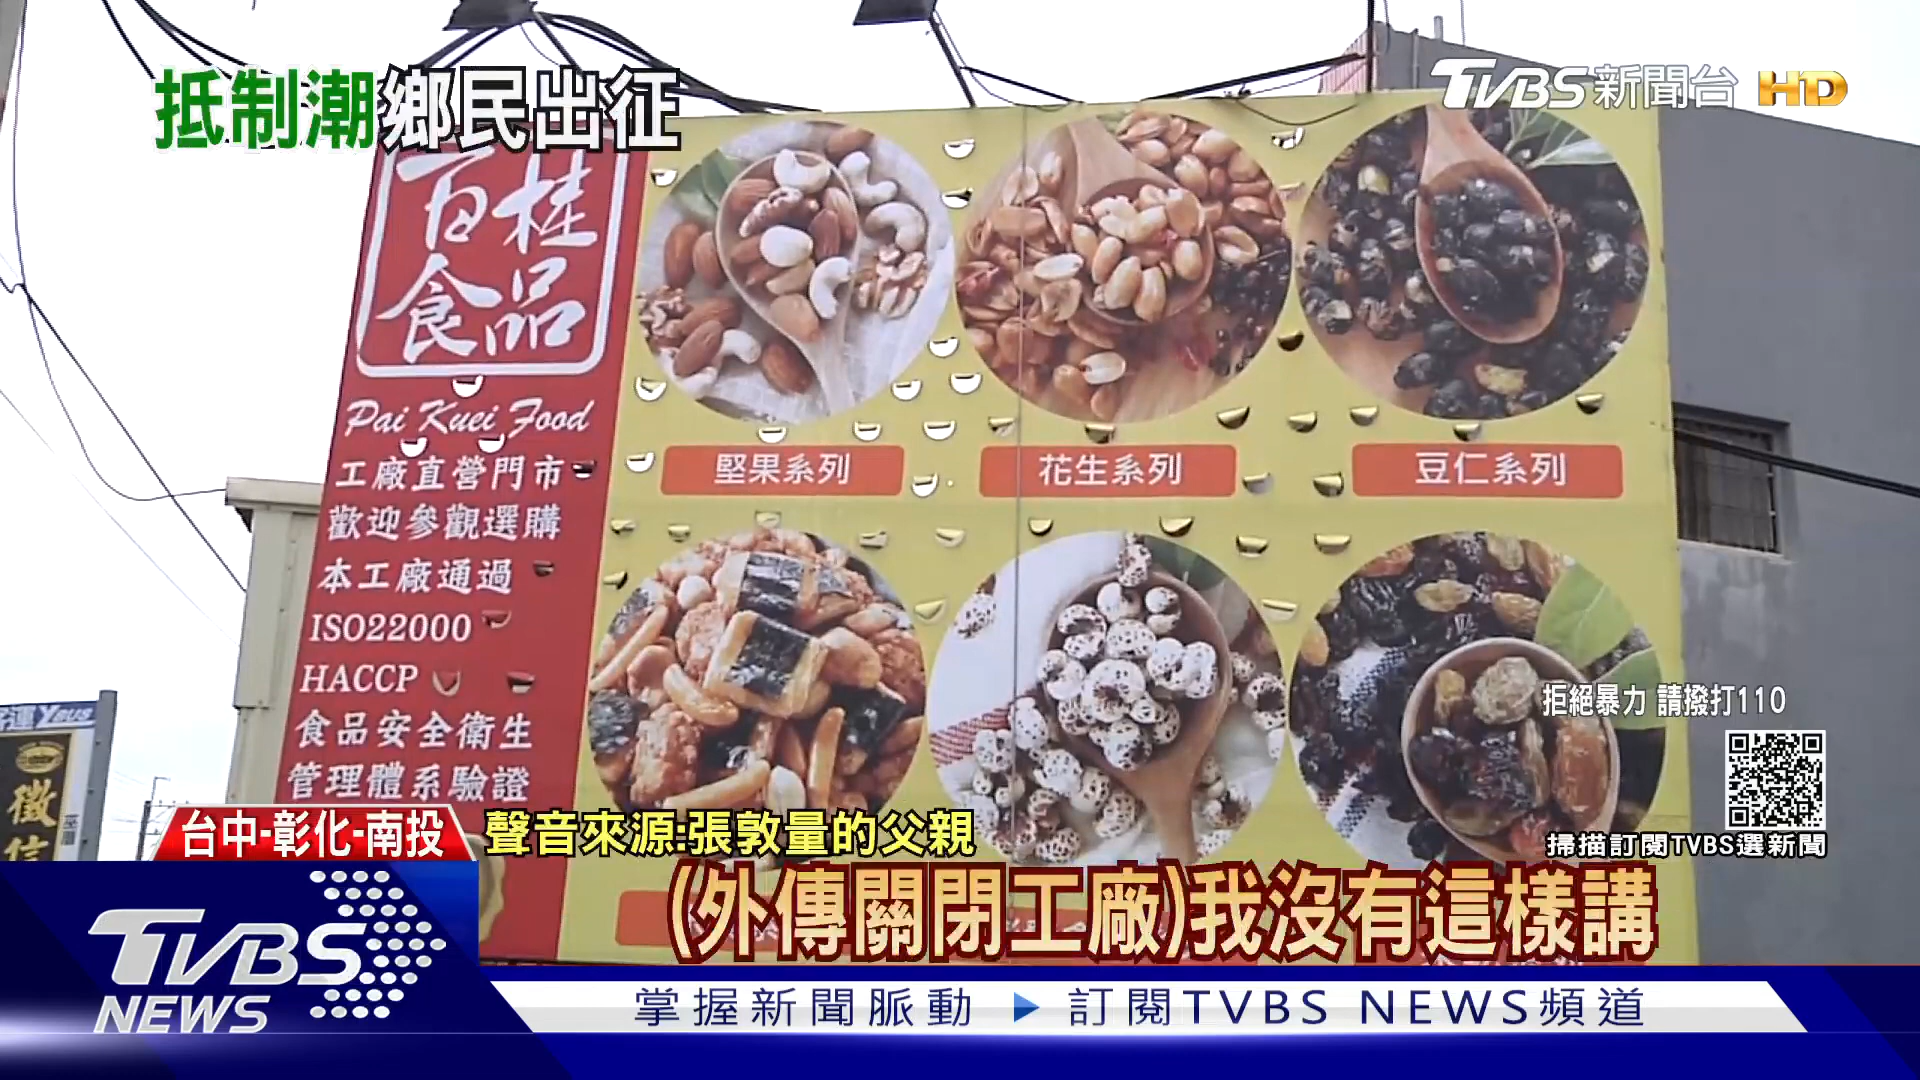 抵制潮鄉民出征
TVBS新聞台 HD
百桂
食品
Pai Kuei Food
工廠直營門市
歡迎參觀選購
本工廠通過
ISO22000
HACCP
食品安全衛生
管理體系驗證
堅果系列
花生系列
豆仁系列
徵信
拒絕暴力 請撥打110
掃描訂閱TVBS選新聞
台中-彰化-南投
聲音來源:張敦量的父親
(外傳關閉工廠)我沒有這樣講
TVBS
NEWS
掌握新聞脈動 ▶ 訂閱TVBS NEWS頻道